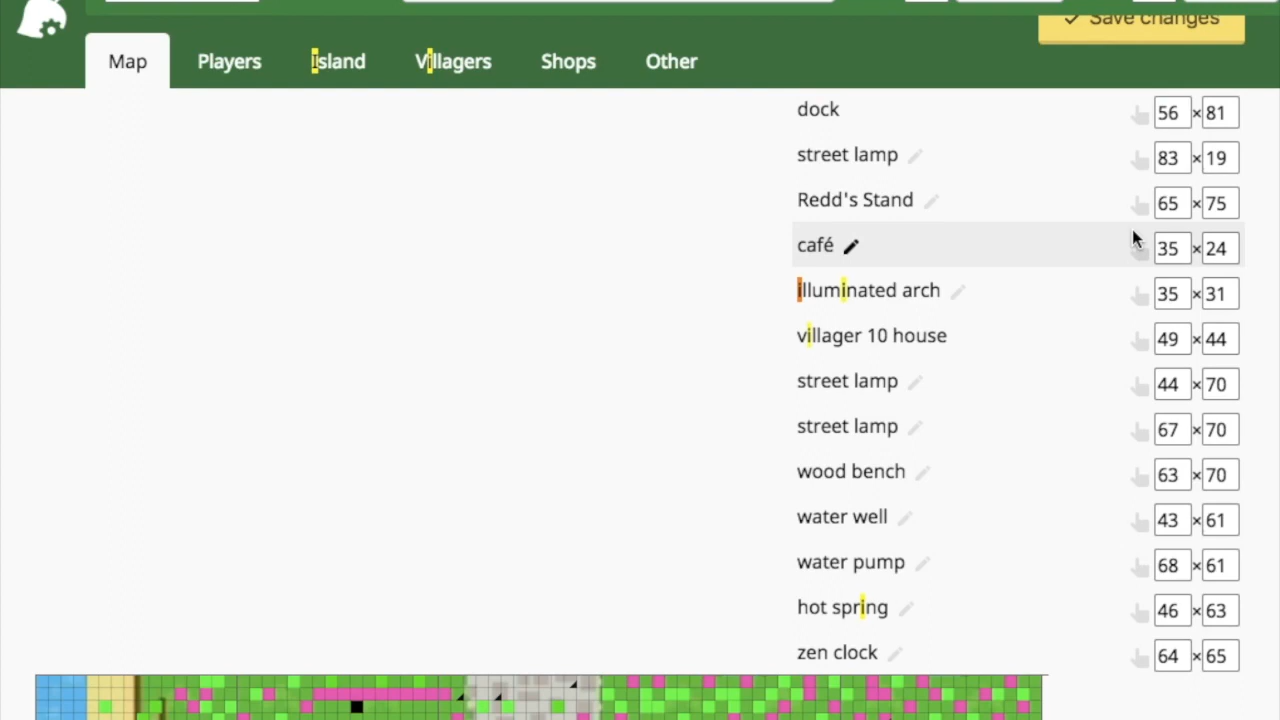 Save changes
Map Players island Villagers Shops Other
dock 56 × 81
street lamp 83 × 19
Redd's Stand 65 × 75
café 35 × 24
illuminated arch 35 × 31
villager 10 house 49 × 44
street lamp 44 × 70
street lamp 67 × 70
wood bench 63 × 70
water well 43 × 61
water pump 68 × 61
hot spring 46 × 63
zen clock 64 × 65